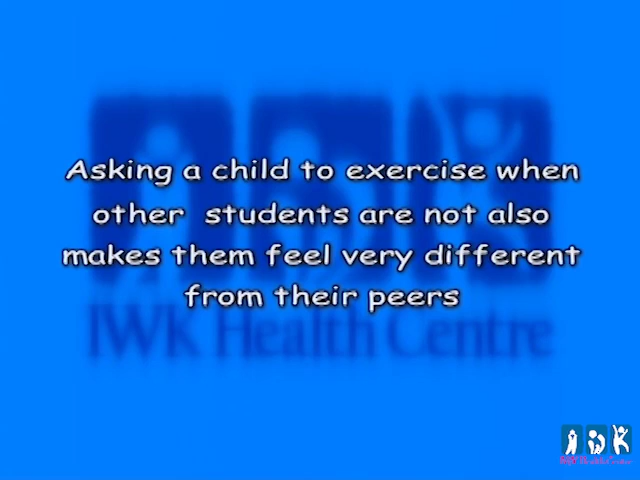 Asking a child to exercise when
other students are not also
makes them feel very different
from their peers
IWK Health Centre